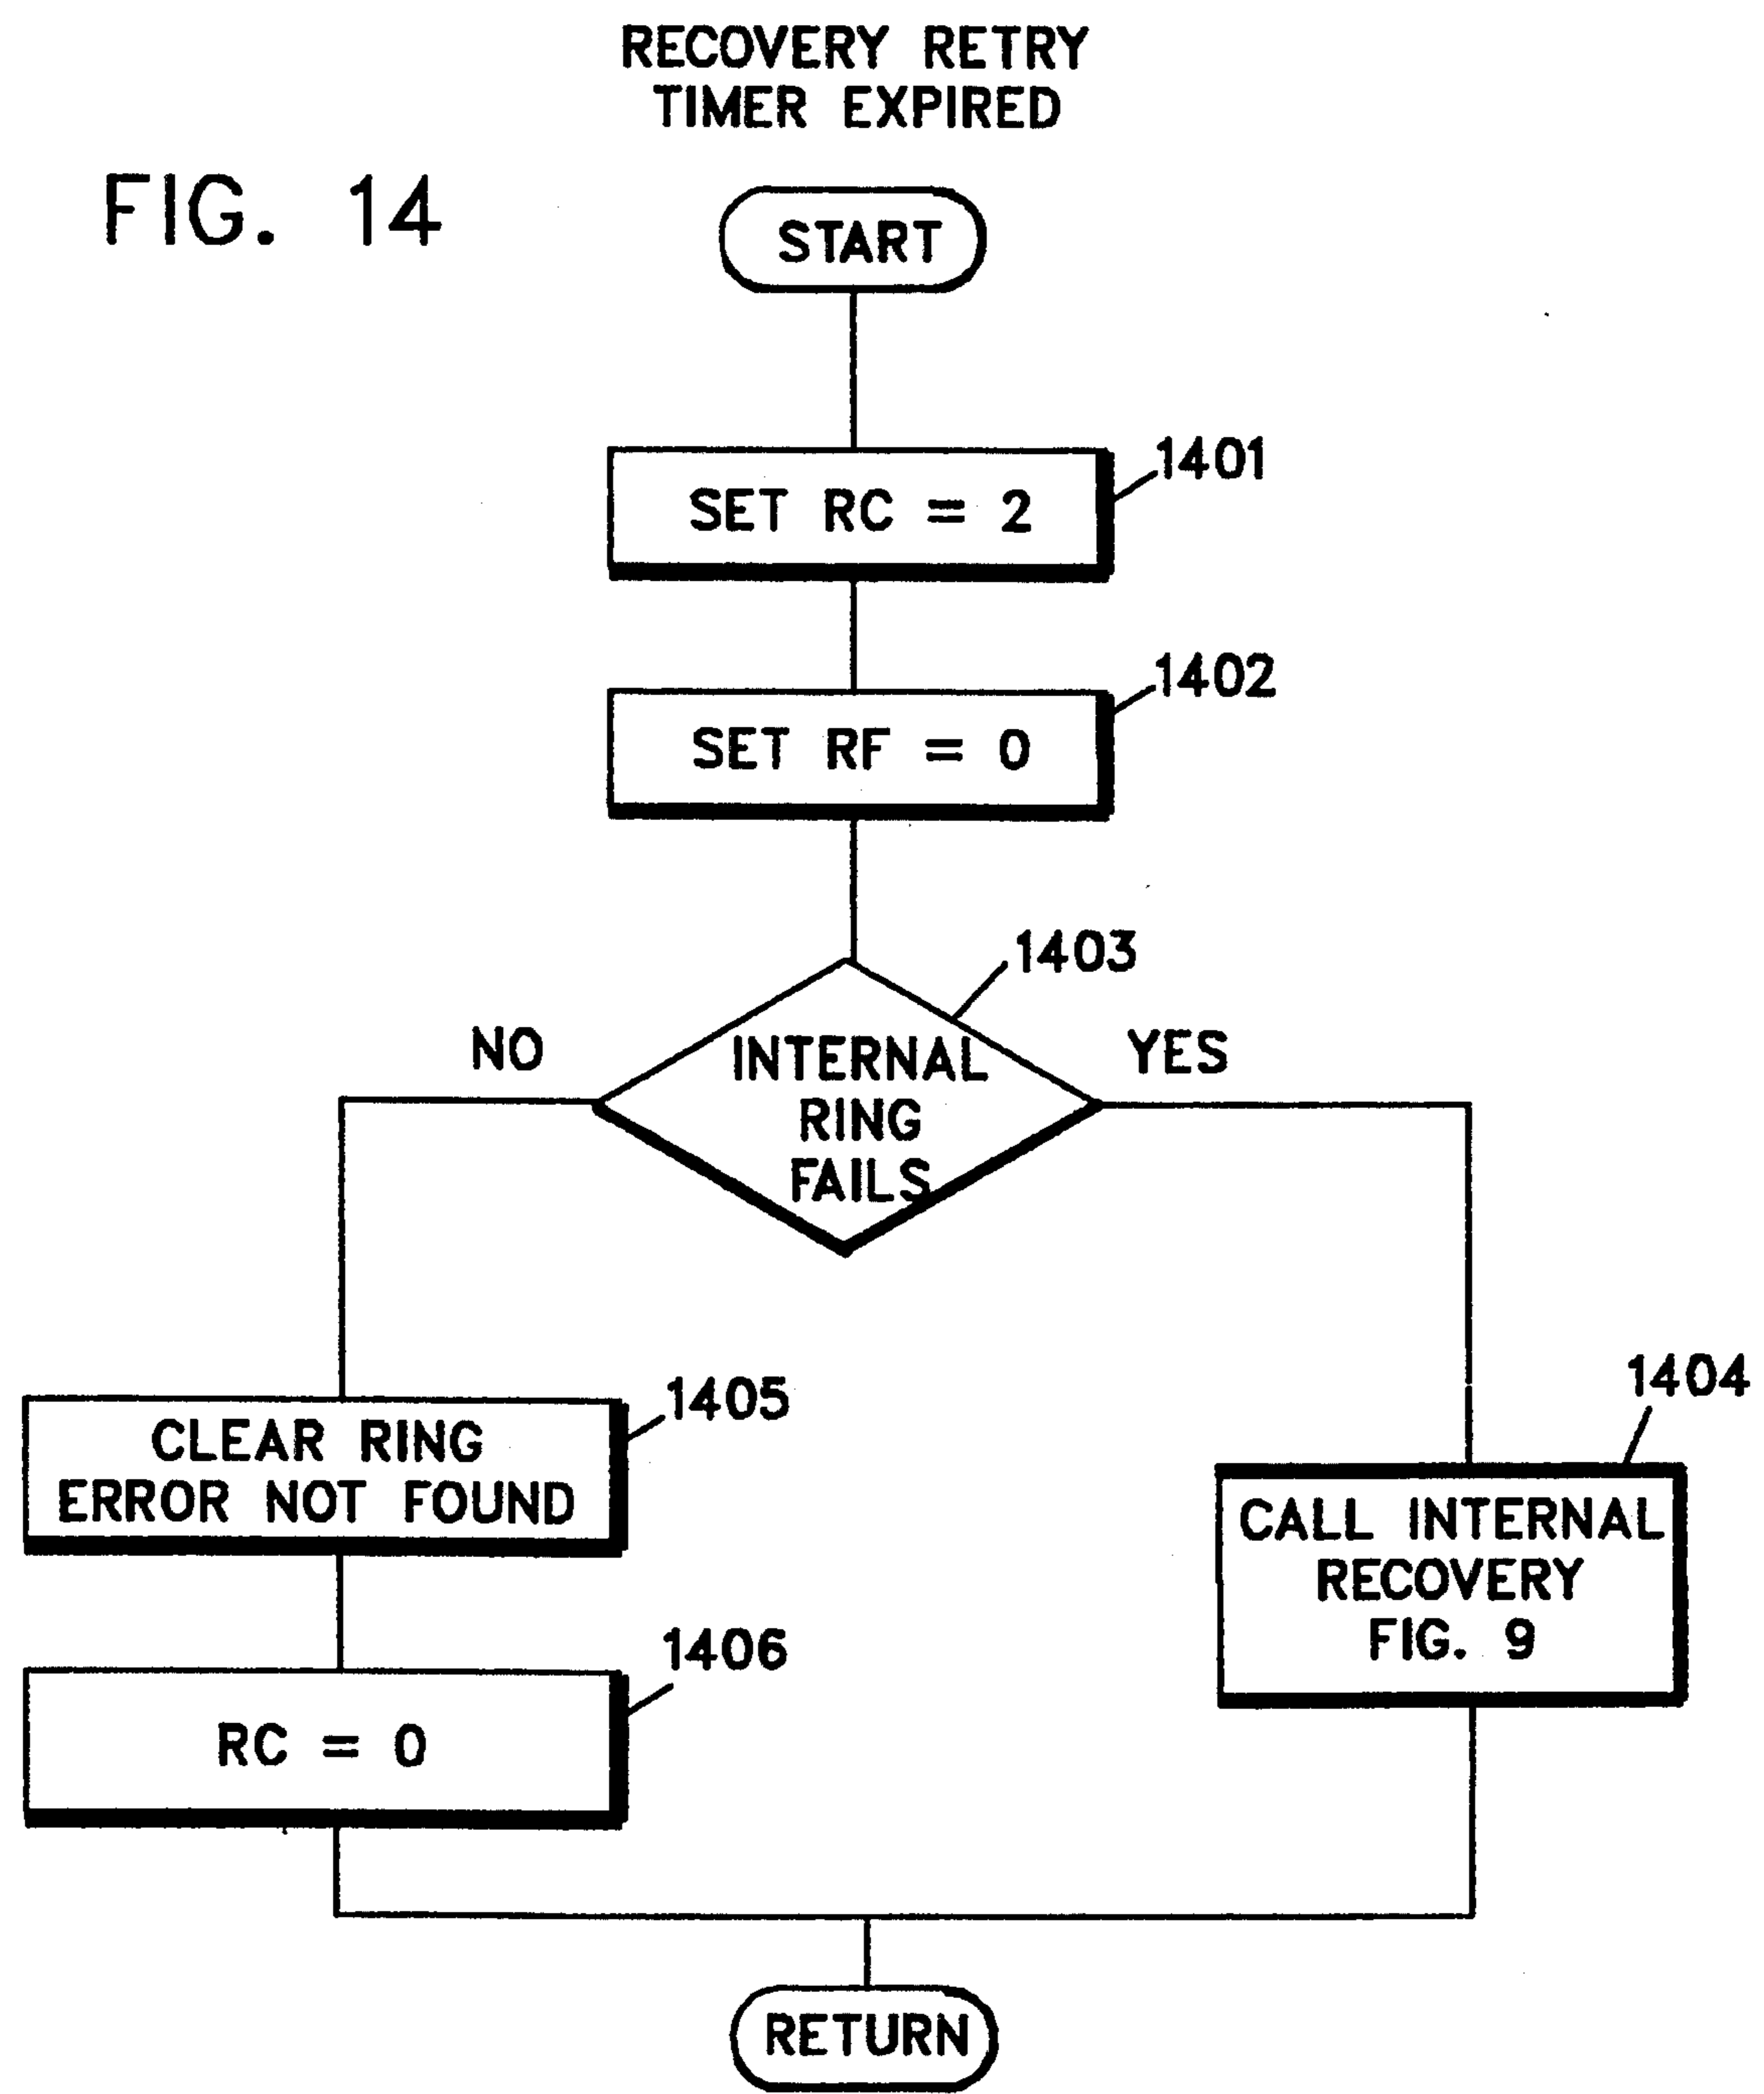 RECOVERY RETRY
TIMER EXPIRED
FIG. 14
START
1401
SET RC = 2
1402
SET RF = 0
1403
NO
YES
INTERNAL
RING
FAILS
1405
CLEAR RING
ERROR NOT FOUND
1404
CALL INTERNAL
RECOVERY
FIG. 9
1406
RC = 0
RETURN